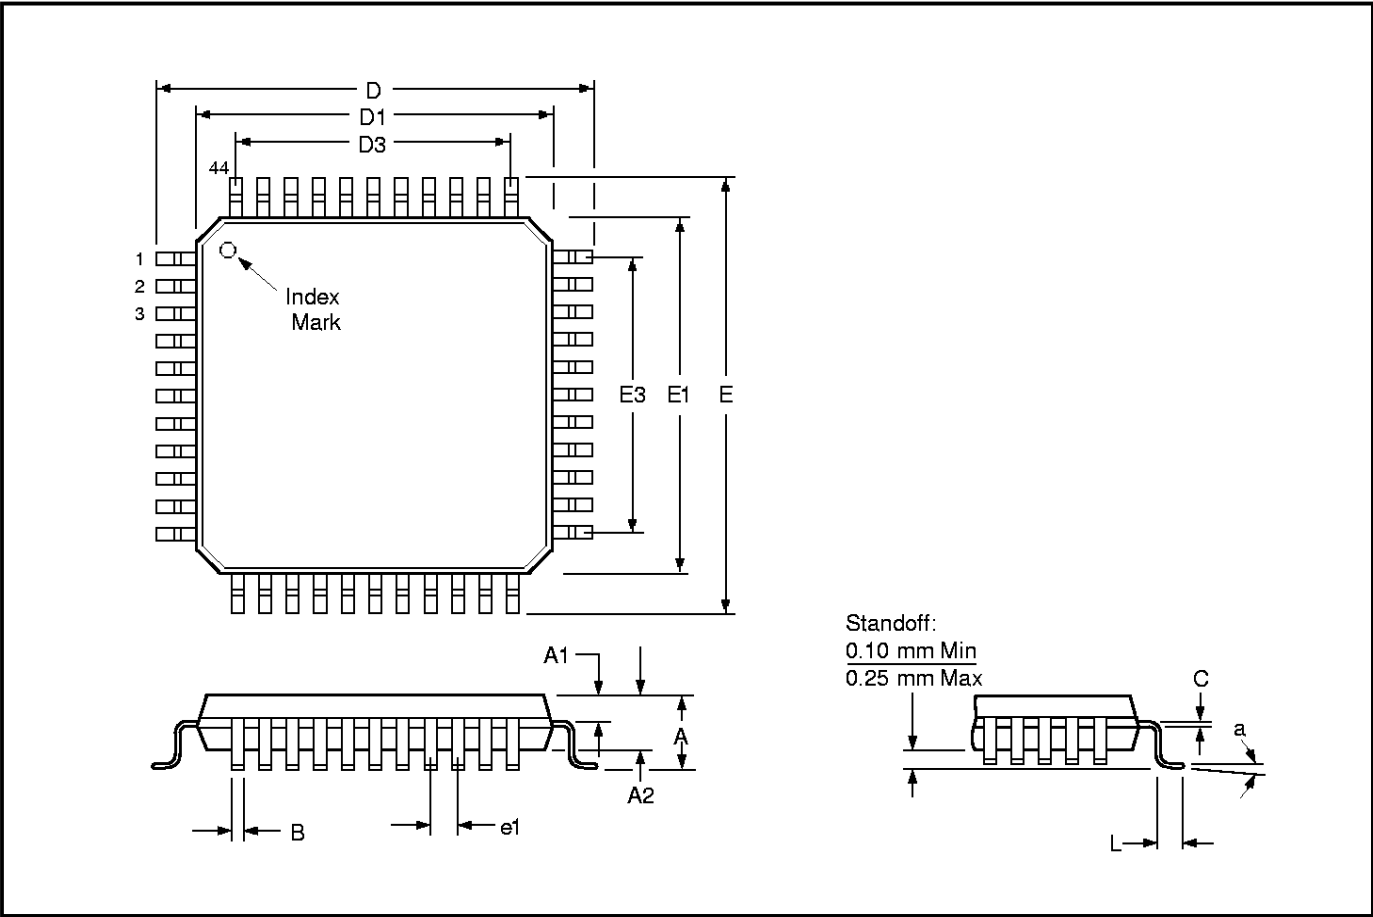 D
D1
D3
44
1
2
3
Index
Mark
E3
E1
E
A1
A
A2
B
e1
Standoff:
0.10 mm Min
0.25 mm Max
C
a
L